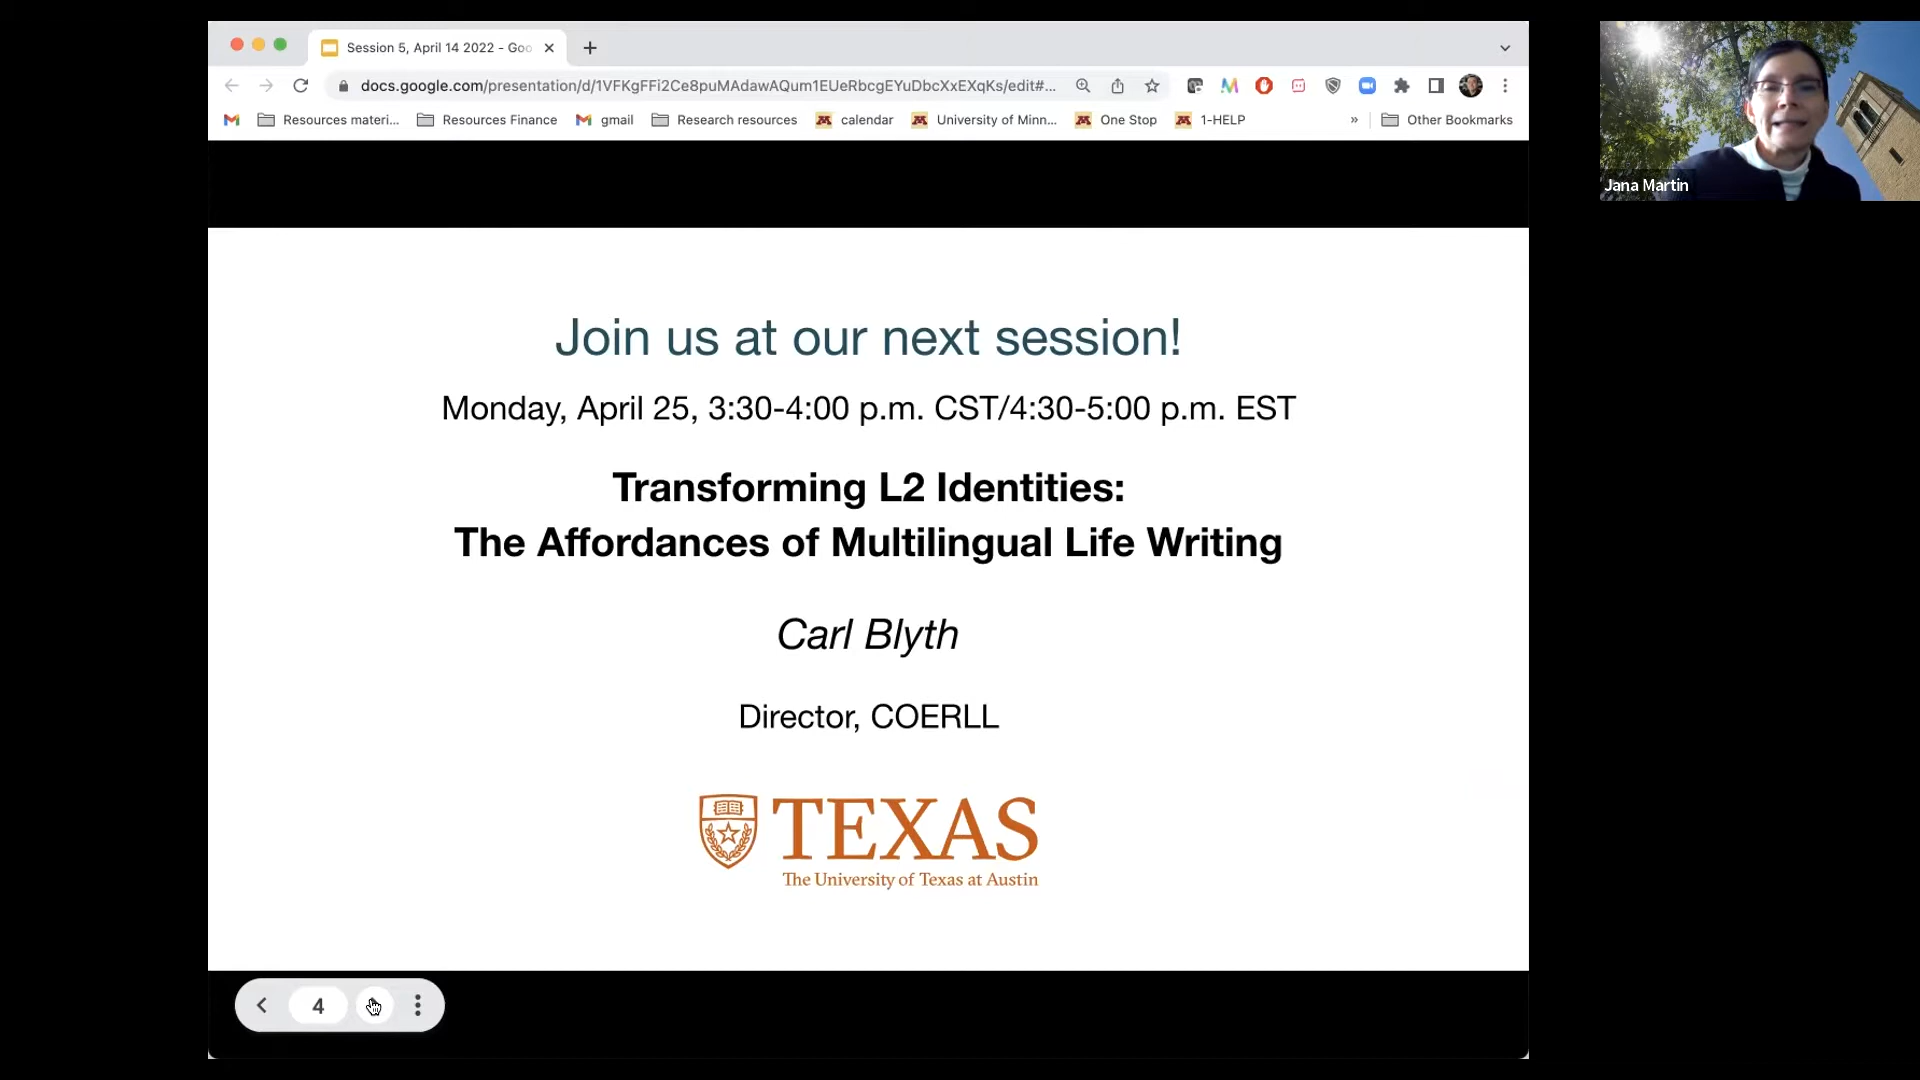 Session 5, April 14 2022 - Goo
docs.google.com/presentation/d/1VFKgFFi2Ce8puMAdawAQum1EUeRbcgEYuDbcXxEXqKs/edit#...
Resources materi...
Resources Finance
gmail
Research resources
calendar
University of Minn...
One Stop
1-HELP
»
Other Bookmarks
Jana Martin
Join us at our next session!
Monday, April 25, 3:30-4:00 p.m. CST/4:30-5:00 p.m. EST
Transforming L2 Identities:
The Affordances of Multilingual Life Writing
Carl Blyth
Director, COERLL
TEXAS
The University of Texas at Austin
4